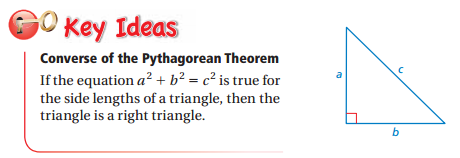 Key Ideas
Converse of the Pythagorean Theorem
If the equation a² + b² = c² is true for
the side lengths of a triangle, then the
triangle is a right triangle.
a
c
b